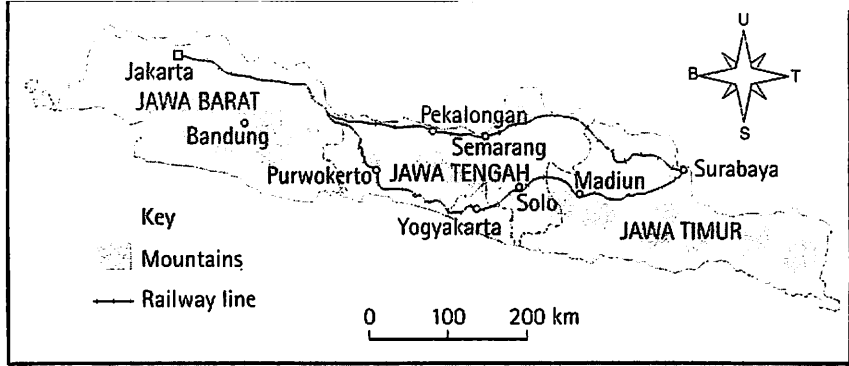 U
B
T
S
Jakarta
JAWA BARAT
Bandung
Pekalongan
Semarang
Purwokerto
JAWA TENGAH
Madiun
Surabaya
Solo
Yogyakarta
JAWA TIMUR
Key
Mountains
Railway line
0 100 200 km